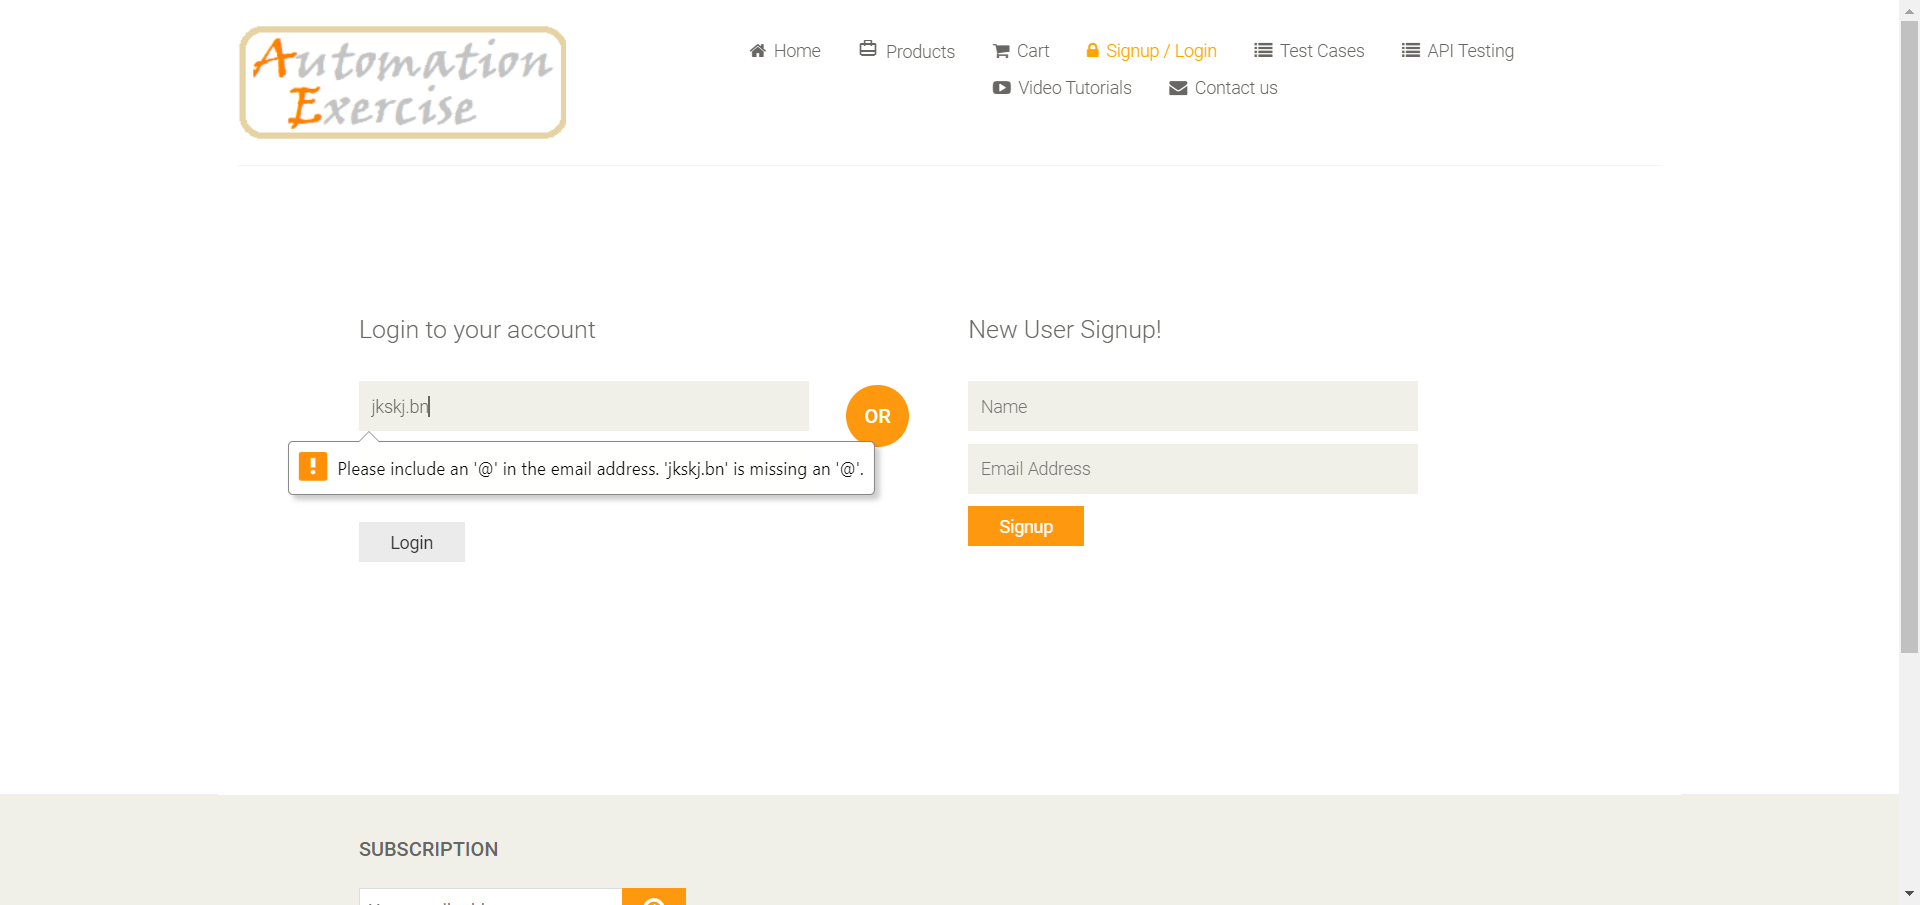 Automation
Exercise
Home Products Cart Signup / Login Test Cases API Testing
Video Tutorials Contact us
Login to your account
jkskj.bn
Please include an '@' in the email address. 'jkskj.bn' is missing an '@'.
Login
OR
New User Signup!
Name
Email Address
Signup
SUBSCRIPTION